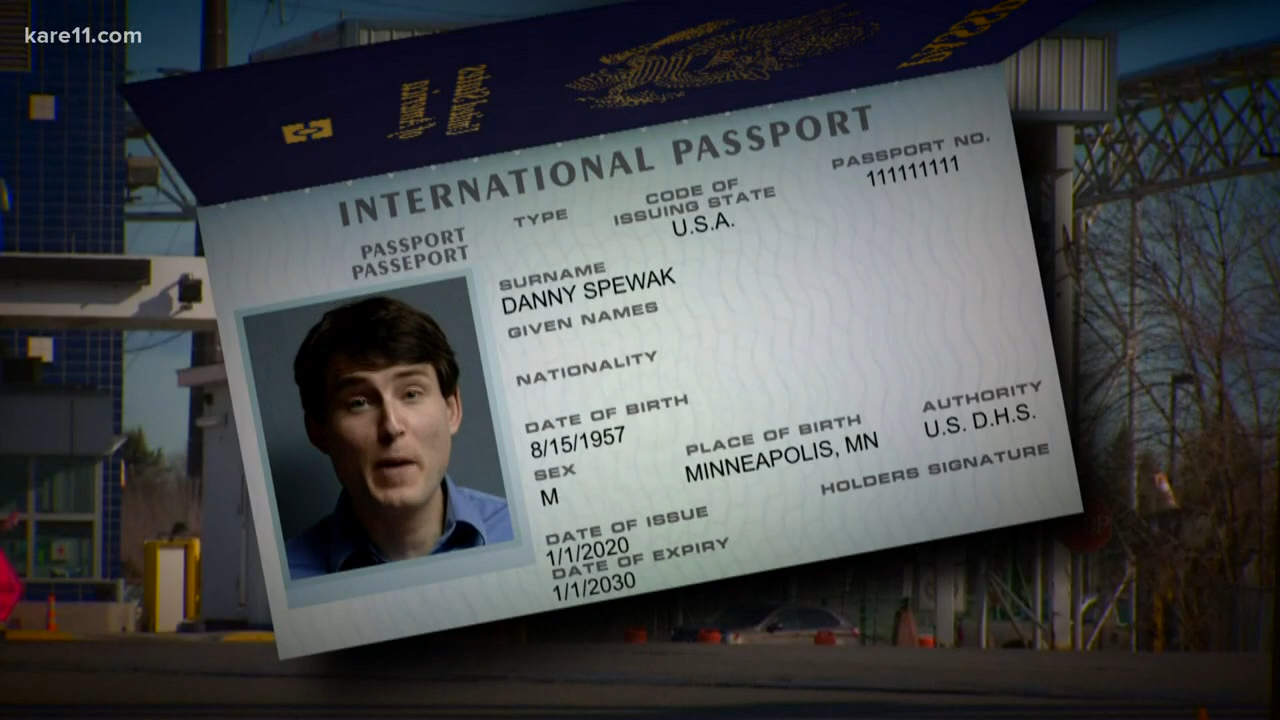 kare11.com
INTERNATIONAL PASSPORT
PASSPORT
PASSEPORT
TYPE
CODE OF
ISSUING STATE
U.S.A.
PASSPORT NO.
111111111
SURNAME
DANNY SPEWAK
GIVEN NAMES
NATIONALITY
DATE OF BIRTH
8/15/1957
PLACE OF BIRTH
MINNEAPOLIS, MN
AUTHORITY
U.S. D.H.S.
SEX
M
HOLDERS SIGNATURE
DATE OF ISSUE
1/1/2020
DATE OF EXPIRY
1/1/2030